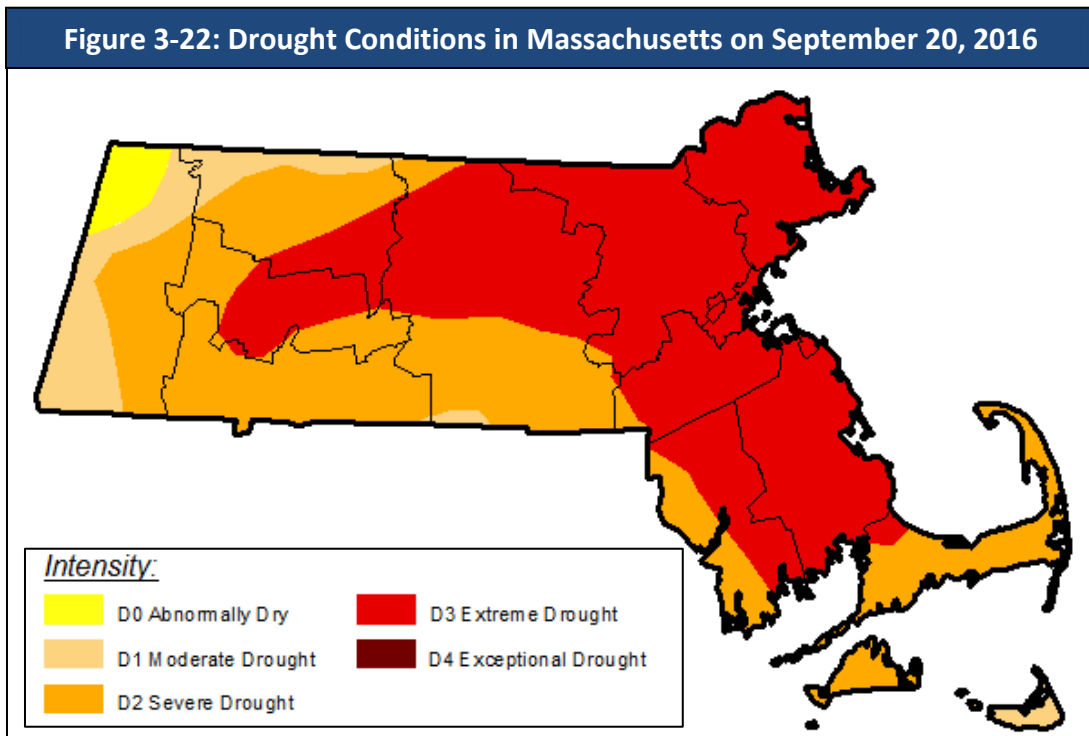 Figure 3-22: Drought Conditions in Massachusetts on September 20, 2016
Intensity:
D0 Abnormally Dry
D1 Moderate Drought
D2 Severe Drought
D3 Extreme Drought
D4 Exceptional Drought